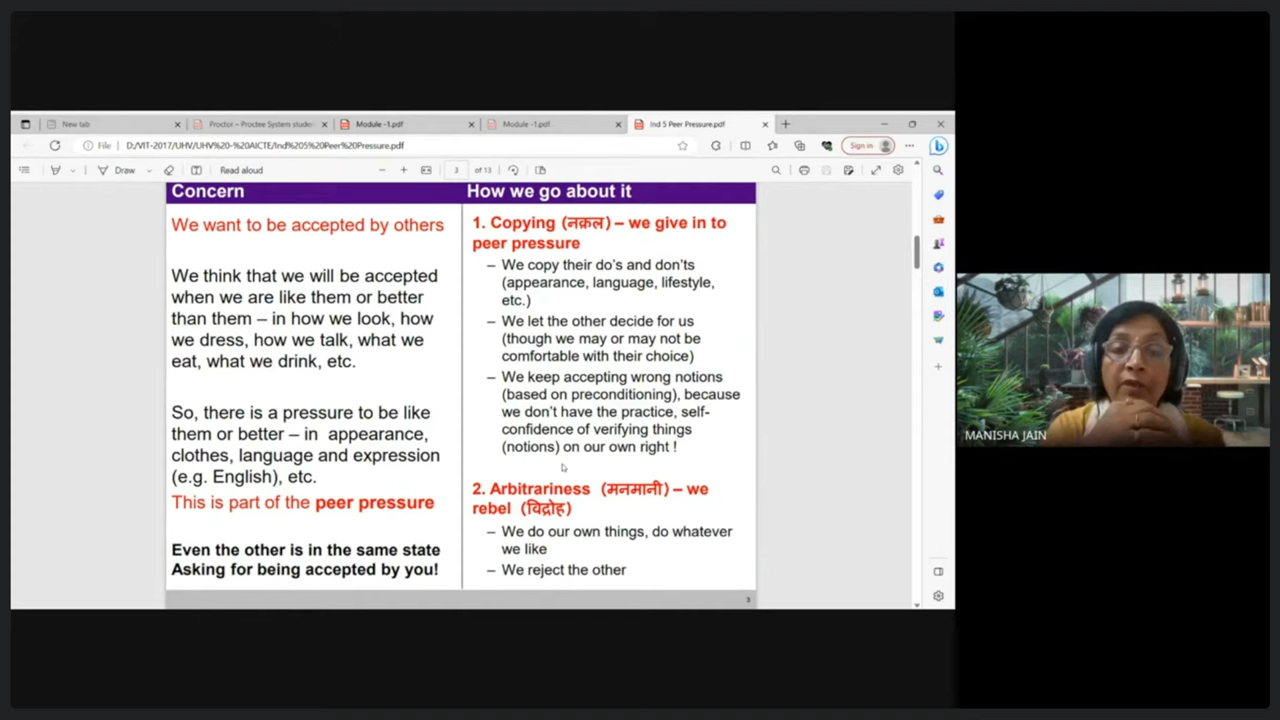 New tab
Proctor – Proctee System studen
Module -1.pdf
Module -1.pdf
Ind 5 Peer Pressure.pdf
File
D:/VIT-2017/UHV/UHV%20-%20AICTE/Ind%205%20Peer%20Pressure.pdf
Sign in
Draw
Read aloud
3
of 13
Concern
We want to be accepted by others
We think that we will be accepted
when we are like them or better
than them – in how we look, how
we dress, how we talk, what we
eat, what we drink, etc.
So, there is a pressure to be like
them or better – in appearance,
clothes, language and expression
(e.g. English), etc.
This is part of the peer pressure
Even the other is in the same state
Asking for being accepted by you!
How we go about it
1. Copying (नक़ल) – we give in to
peer pressure
– We copy their do's and don'ts
(appearance, language, lifestyle,
etc.)
– We let the other decide for us
(though we may or may not be
comfortable with their choice)
– We keep accepting wrong notions
(based on preconditioning), because
we don't have the practice, self-
confidence of verifying things
(notions) on our own right !
2. Arbitrariness (मनमानी) – we
rebel (विद्रोह)
– We do our own things, do whatever
we like
– We reject the other
3
MANISHA JAIN